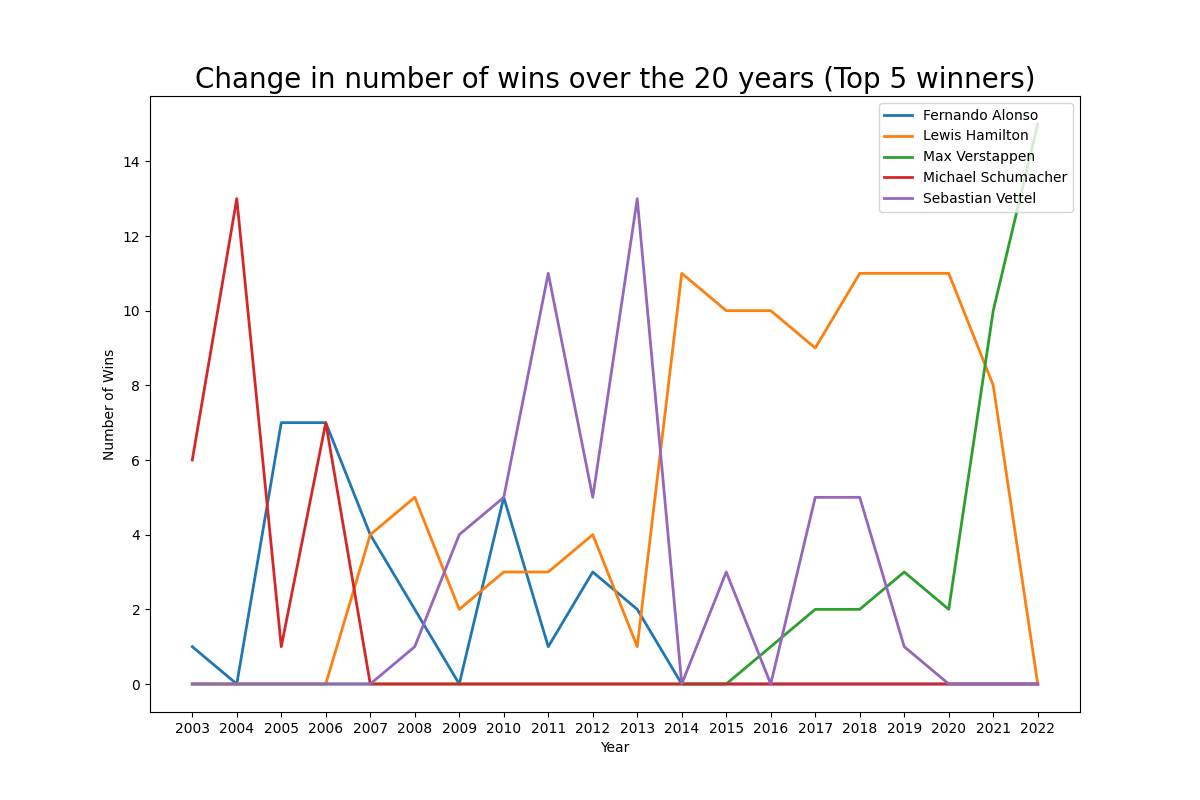 Change in number of wins over the 20 years (Top 5 winners)
Fernando Alonso
Lewis Hamilton
Max Verstappen
Michael Schumacher
Sebastian Vettel
14
12
10
8
6
4
2
0
Number of Wins
2003 2004 2005 2006 2007 2008 2009 2010 2011 2012 2013 2014 2015 2016 2017 2018 2019 2020 2021 2022
Year